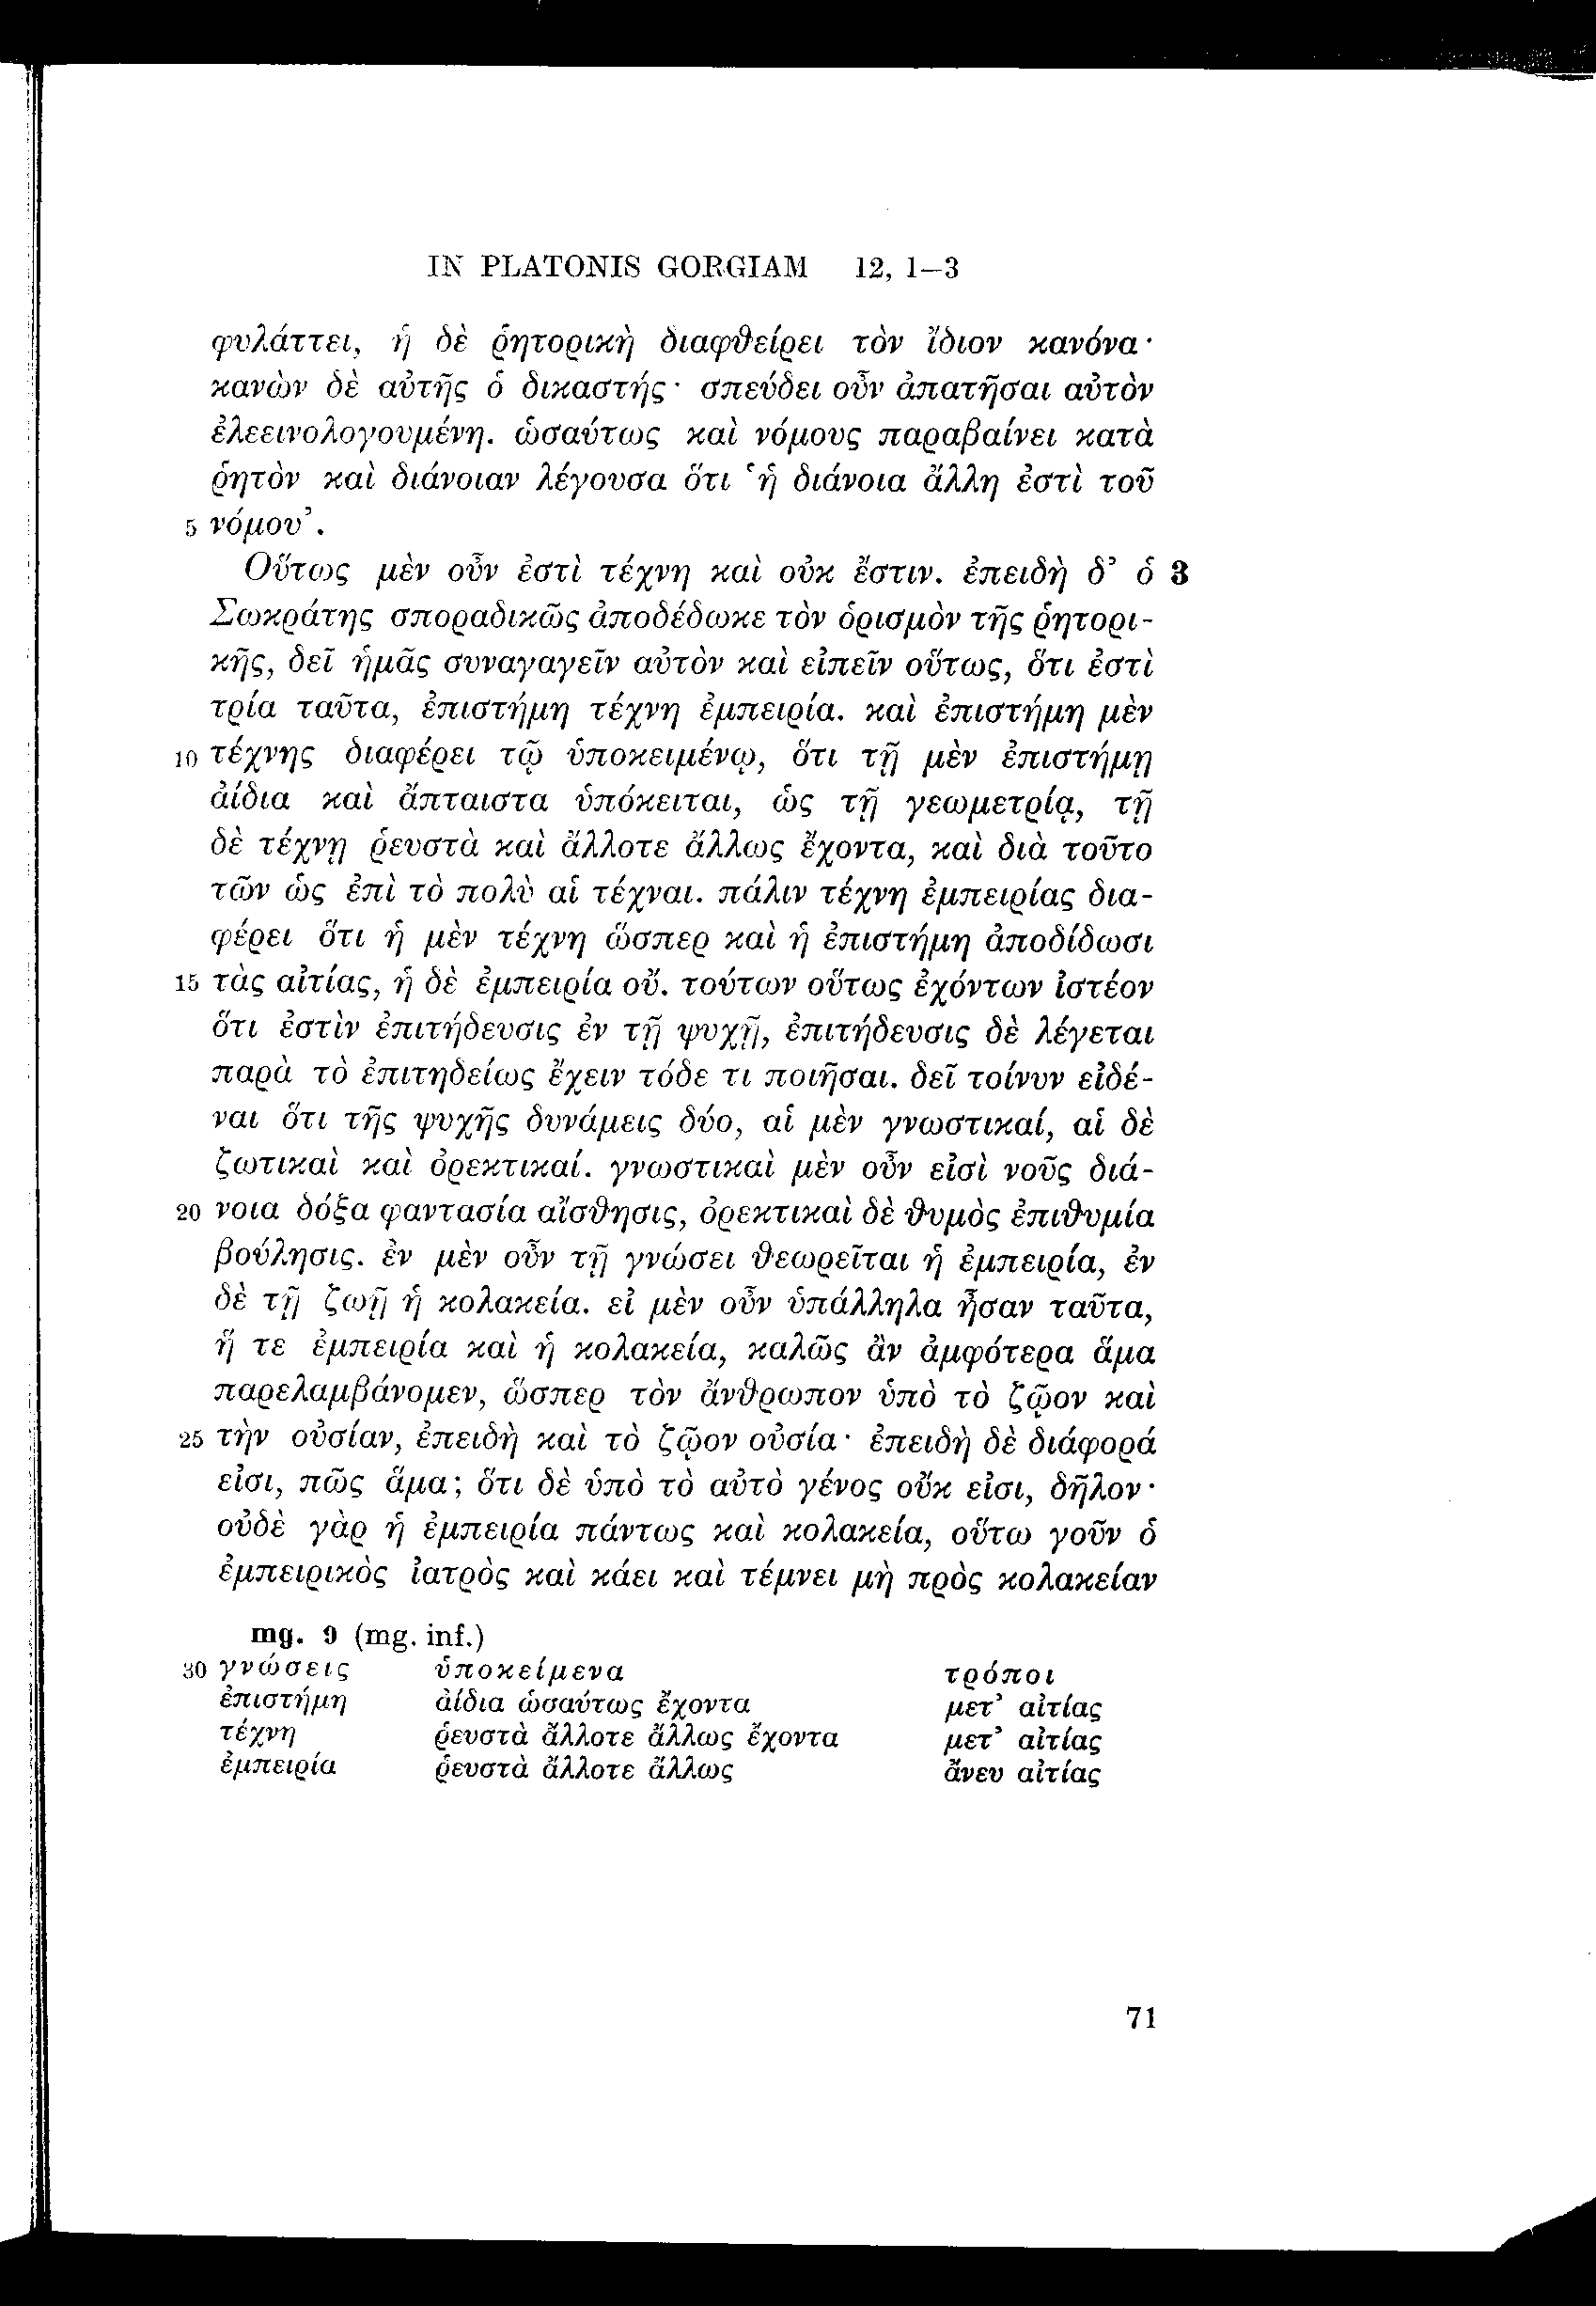 IN PLATONIS GORGIAM 12, 1–3
φυλάττει, ἡ δὲ ῥητορικὴ διαφθείρει τὸν ἴδιον κανόνα·
κανὼν δὲ αὐτῆς ὁ δικαστής· σπεύδει οὖν ἀπατῆσαι αὐτὸν
ἐλεεινολογουμένη. ὡσαύτως καὶ νόμους παραβαίνει κατὰ
ῥητὸν καὶ διάνοιαν λέγουσα ὅτι ‘ἡ διάνοια ἄλλη ἐστὶ τοῦ
5 νόμου’.
Οὕτως μὲν οὖν ἐστὶ τέχνη καὶ οὐκ ἔστιν. ἐπειδὴ δ’ ὁ 3
Σωκράτης σποραδικῶς ἀποδέδωκε τὸν ὁρισμὸν τῆς ῥητορι-
κῆς, δεῖ ἡμᾶς συναγαγεῖν αὐτὸν καὶ εἰπεῖν οὕτως, ὅτι ἐστὶ
τρία ταῦτα, ἐπιστήμη τέχνη ἐμπειρία. καὶ ἐπιστήμη μὲν
10 τέχνης διαφέρει τῷ ὑποκειμένῳ, ὅτι τῇ μὲν ἐπιστήμῃ
ἀίδια καὶ ἄπταιστα ὑπόκειται, ὡς τῇ γεωμετρίᾳ, τῇ
δὲ τέχνῃ ῥευστὰ καὶ ἄλλοτε ἄλλως ἔχοντα, καὶ διὰ τοῦτο
τῶν ὡς ἐπὶ τὸ πολὺ αἱ τέχναι. πάλιν τέχνη ἐμπειρίας δια-
φέρει ὅτι ἡ μὲν τέχνη ὥσπερ καὶ ἡ ἐπιστήμη ἀποδίδωσι
15 τὰς αἰτίας, ἡ δὲ ἐμπειρία οὔ. τούτων οὕτως ἐχόντων ἰστέον
ὅτι ἐστὶν ἐπιτήδευσις ἐν τῇ ψυχῇ, ἐπιτήδευσις δὲ λέγεται
παρὰ τὸ ἐπιτηδείως ἔχειν τόδε τι ποιῆσαι. δεῖ τοίνυν εἰδέ-
ναι ὅτι τῆς ψυχῆς δυνάμεις δύο, αἱ μὲν γνωστικαί, αἱ δὲ
ζωτικαὶ καὶ ὀρεκτικαί. γνωστικαὶ μὲν οὖν εἰσὶ νοῦς διά-
20 νοια δόξα φαντασία αἴσθησις, ὀρεκτικαὶ δὲ θυμὸς ἐπιθυμία
βούλησις. ἐν μὲν οὖν τῇ γνώσει θεωρεῖται ἡ ἐμπειρία, ἐν
δὲ τῇ ζωῇ ἡ κολακεία. εἰ μὲν οὖν ὑπάλληλα ἦσαν ταῦτα,
ἥ τε ἐμπειρία καὶ ἡ κολακεία, καλῶς ἂν ἀμφότερα ἅμα
παρελαμβάνομεν, ὥσπερ τὸν ἄνθρωπον ὑπὸ τὸ ζῷον καὶ
25 τὴν οὐσίαν, ἐπειδὴ καὶ τὸ ζῷον οὐσία· ἐπειδὴ δὲ διάφορά
εἰσι, πῶς ἅμα; ὅτι δὲ ὑπὸ τὸ αὐτὸ γένος οὔκ εἰσι, δῆλον·
οὐδὲ γὰρ ἡ ἐμπειρία πάντως καὶ κολακεία, οὕτω γοῦν ὁ
ἐμπειρικὸς ἰατρὸς καὶ κάει καὶ τέμνει μὴ πρὸς κολακείαν
mg. 9 (mg. inf.)
30 γνώσεις ὑποκείμενα τρόποι
ἐπιστήμη ἀίδια ὡσαύτως ἔχοντα μετ’ αἰτίας
τέχνη ῥευστὰ ἄλλοτε ἄλλως ἔχοντα μετ’ αἰτίας
ἐμπειρία ῥευστὰ ἄλλοτε ἄλλως ἄνευ αἰτίας
71